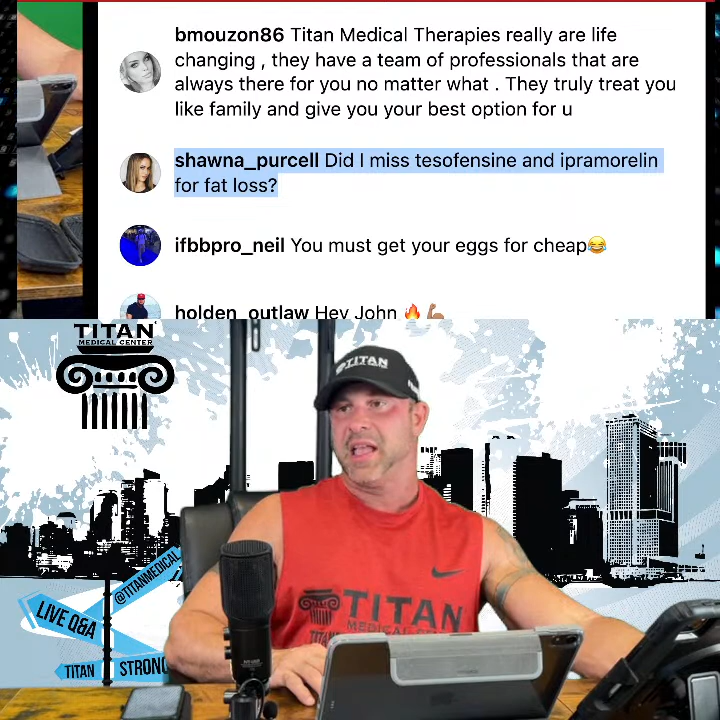 bmouzon86 Titan Medical Therapies really are life
changing , they have a team of professionals that are
always there for you no matter what . They truly treat you
like family and give you your best option for u
shawna_purcell Did I miss tesofensine and ipramorelin
for fat loss?
ifbbpro_neil You must get your eggs for cheap😂
holden_outlaw Hey John 🔥💪🏽
TITAN
MEDICAL CENTER
TITAN
@TITANMEDICAL
LIVE Q&A
TITAN
STRONG
TITAN
MEDICAL CE
TITAN